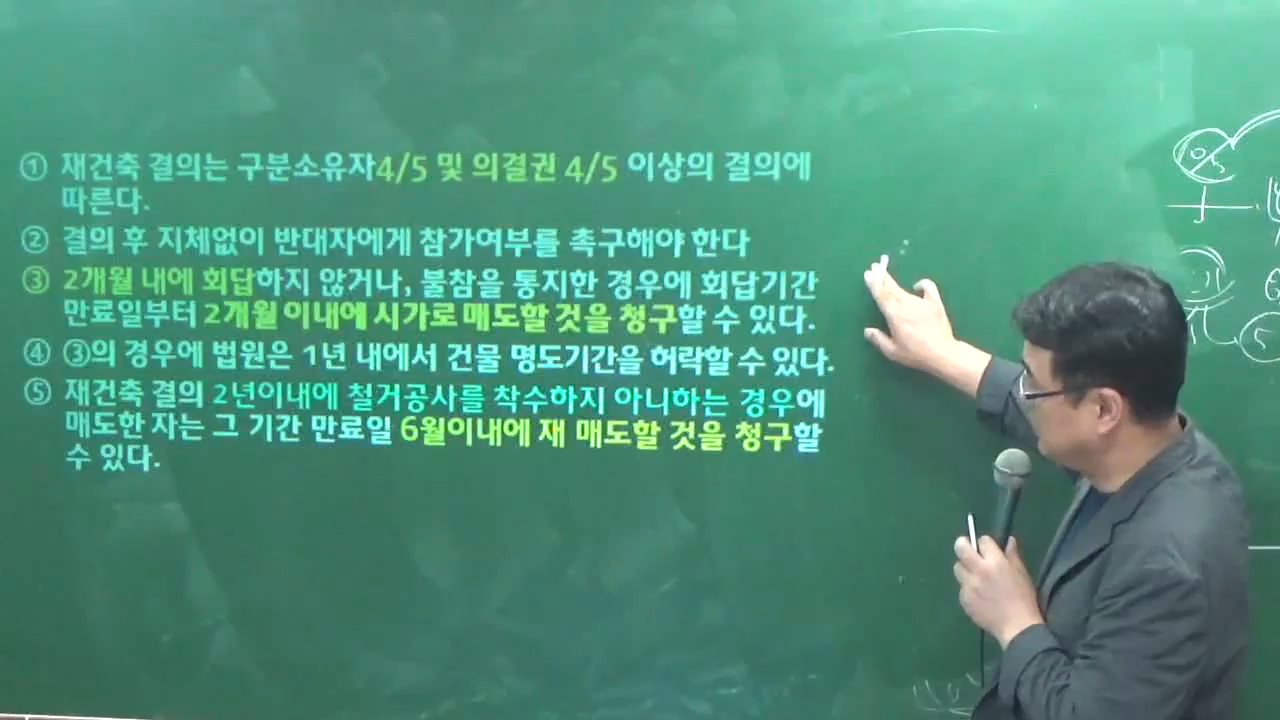 ① 재건축 결의는 구분소유자4/5 및 의결권 4/5 이상의 결의에
따른다.
② 결의 후 지체없이 반대자에게 참가여부를 촉구해야 한다
③ 2개월 내에 회답하지 않거나, 불참을 통지한 경우에 회답기간
만료일부터 2개월 이내에 시가로 매도할 것을 청구할 수 있다.
④ ③의 경우에 법원은 1년 내에서 건물 명도기간을 허락할 수 있다.
⑤ 재건축 결의 2년이내에 철거공사를 착수하지 아니하는 경우에
매도한 자는 그 기간 만료일 6월이내에 재 매도할 것을 청구할
수 있다.